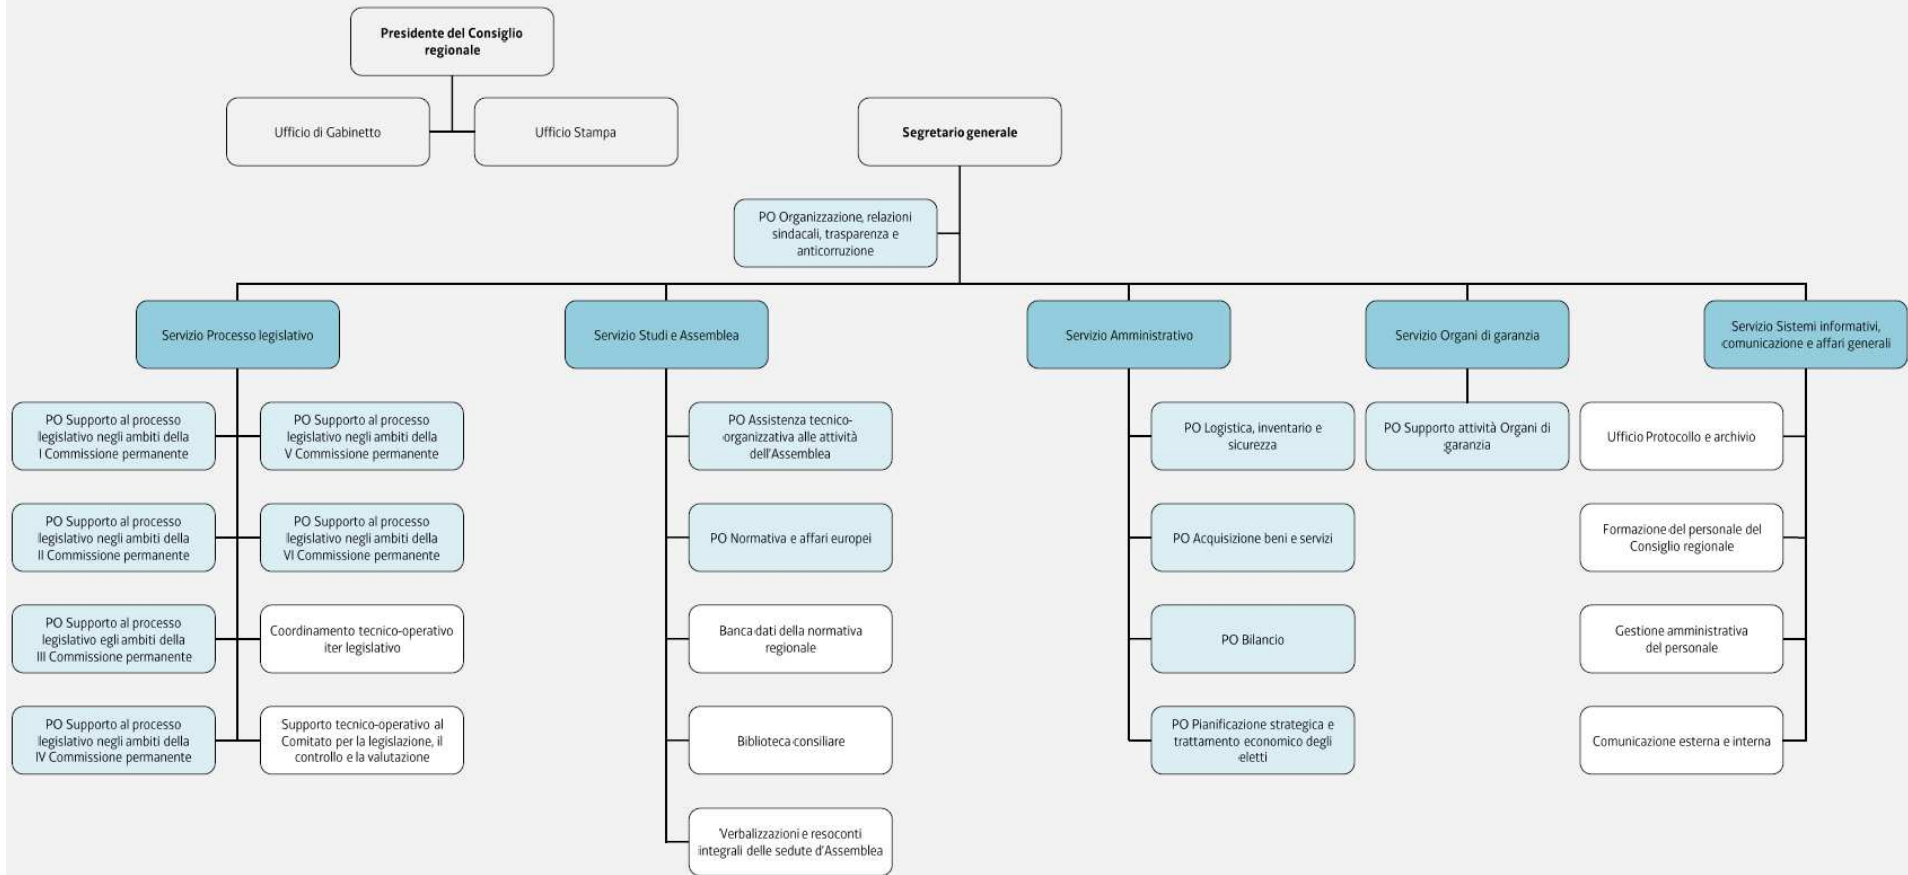 Presidente del Consiglio
regionale
Ufficio di Gabinetto
Ufficio Stampa
Segretario generale
PO Organizzazione, relazioni
sindacali, trasparenza e
anticorruzione
Servizio Processo legislativo
Servizio Studi e Assemblea
Servizio Amministrativo
Servizio Organi di garanzia
Servizio Sistemi informativi,
comunicazione e affari generali
PO Supporto al processo
legislativo negli ambiti della
I Commissione permanente
PO Supporto al processo
legislativo negli ambiti della
V Commissione permanente
PO Supporto al processo
legislativo negli ambiti della
II Commissione permanente
PO Supporto al processo
legislativo negli ambiti della
VI Commissione permanente
PO Supporto al processo
legislativo egli ambiti della
III Commissione permanente
Coordinamento tecnico-operativo
iter legislativo
PO Supporto al processo
legislativo negli ambiti della
IV Commissione permanente
Supporto tecnico-operativo al
Comitato per la legislazione, il
controllo e la valutazione
PO Assistenza tecnico-
organizzativa alle attività
dell'Assemblea
PO Normativa e affari europei
Banca dati della normativa
regionale
Biblioteca consiliare
Verbalizzazioni e resoconti
integrali delle sedute d'Assemblea
PO Logistica, inventario e
sicurezza
PO Acquisizione beni e servizi
PO Bilancio
PO Pianificazione strategica e
trattamento economico degli
eletti
PO Supporto attività Organi di
garanzia
Ufficio Protocollo e archivio
Formazione del personale del
Consiglio regionale
Gestione amministrativa
del personale
Comunicazione esterna e interna